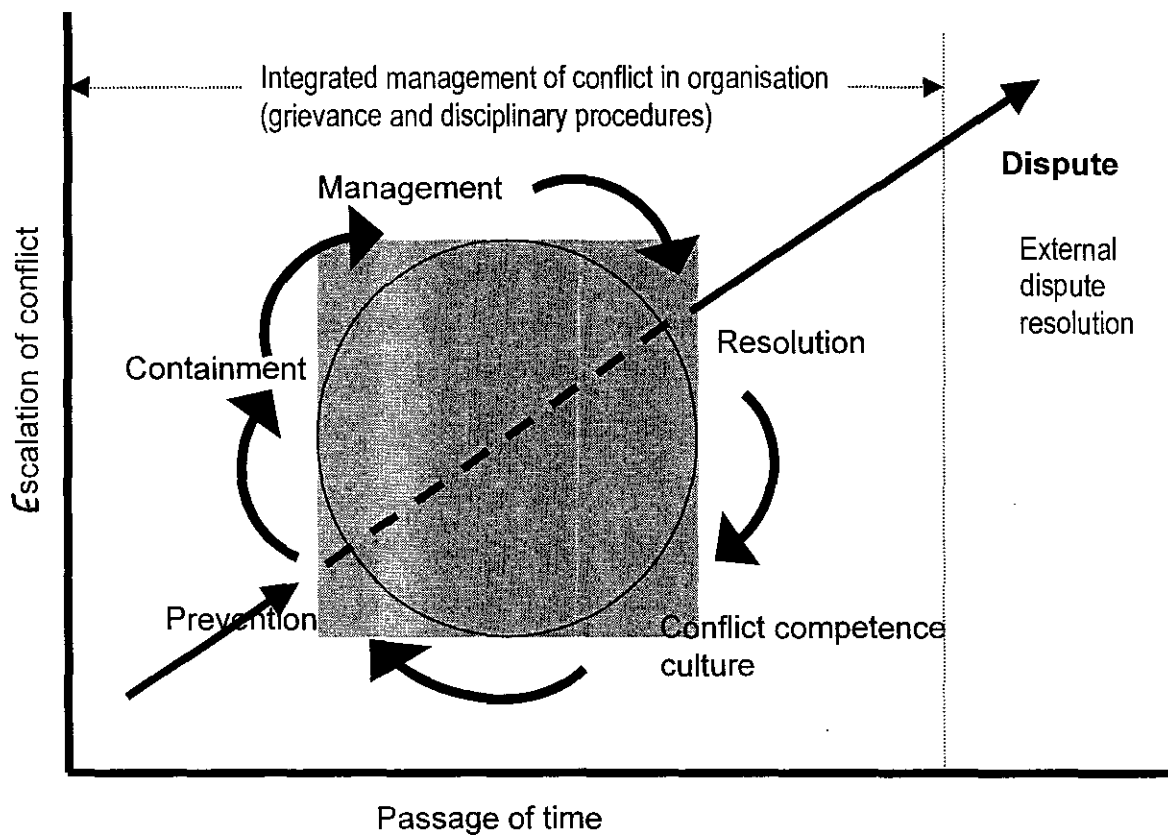 Integrated management of conflict in organisation
(grievance and disciplinary procedures)
Management
Dispute
External
dispute
resolution
Resolution
Containment
Escalation of conflict
Prevention
Conflict competence
culture
Passage of time